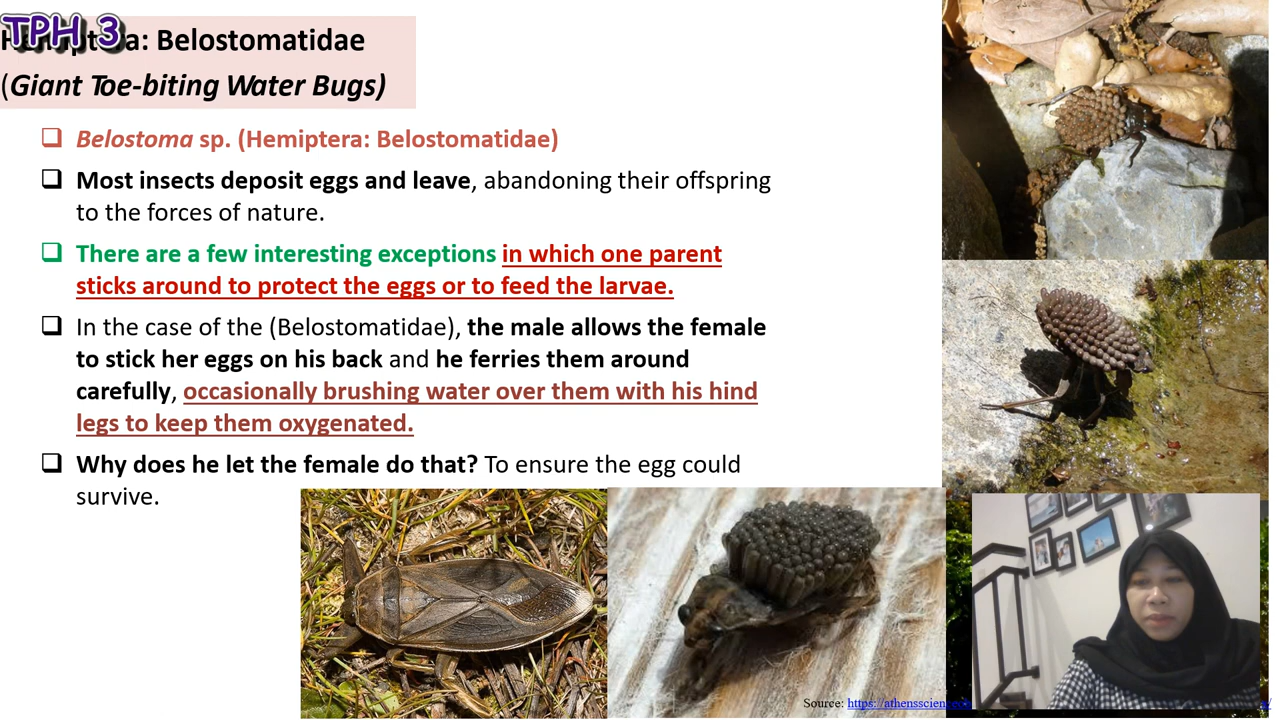 TPH 3
Hemiptera: Belostomatidae
(Giant Toe-biting Water Bugs)
❑ Belostoma sp. (Hemiptera: Belostomatidae)
❑ Most insects deposit eggs and leave, abandoning their offspring
to the forces of nature.
❑ There are a few interesting exceptions in which one parent
sticks around to protect the eggs or to feed the larvae.
❑ In the case of the (Belostomatidae), the male allows the female
to stick her eggs on his back and he ferries them around
carefully, occasionally brushing water over them with his hind
legs to keep them oxygenated.
❑ Why does he let the female do that? To ensure the egg could
survive.
Source: https://athensscien